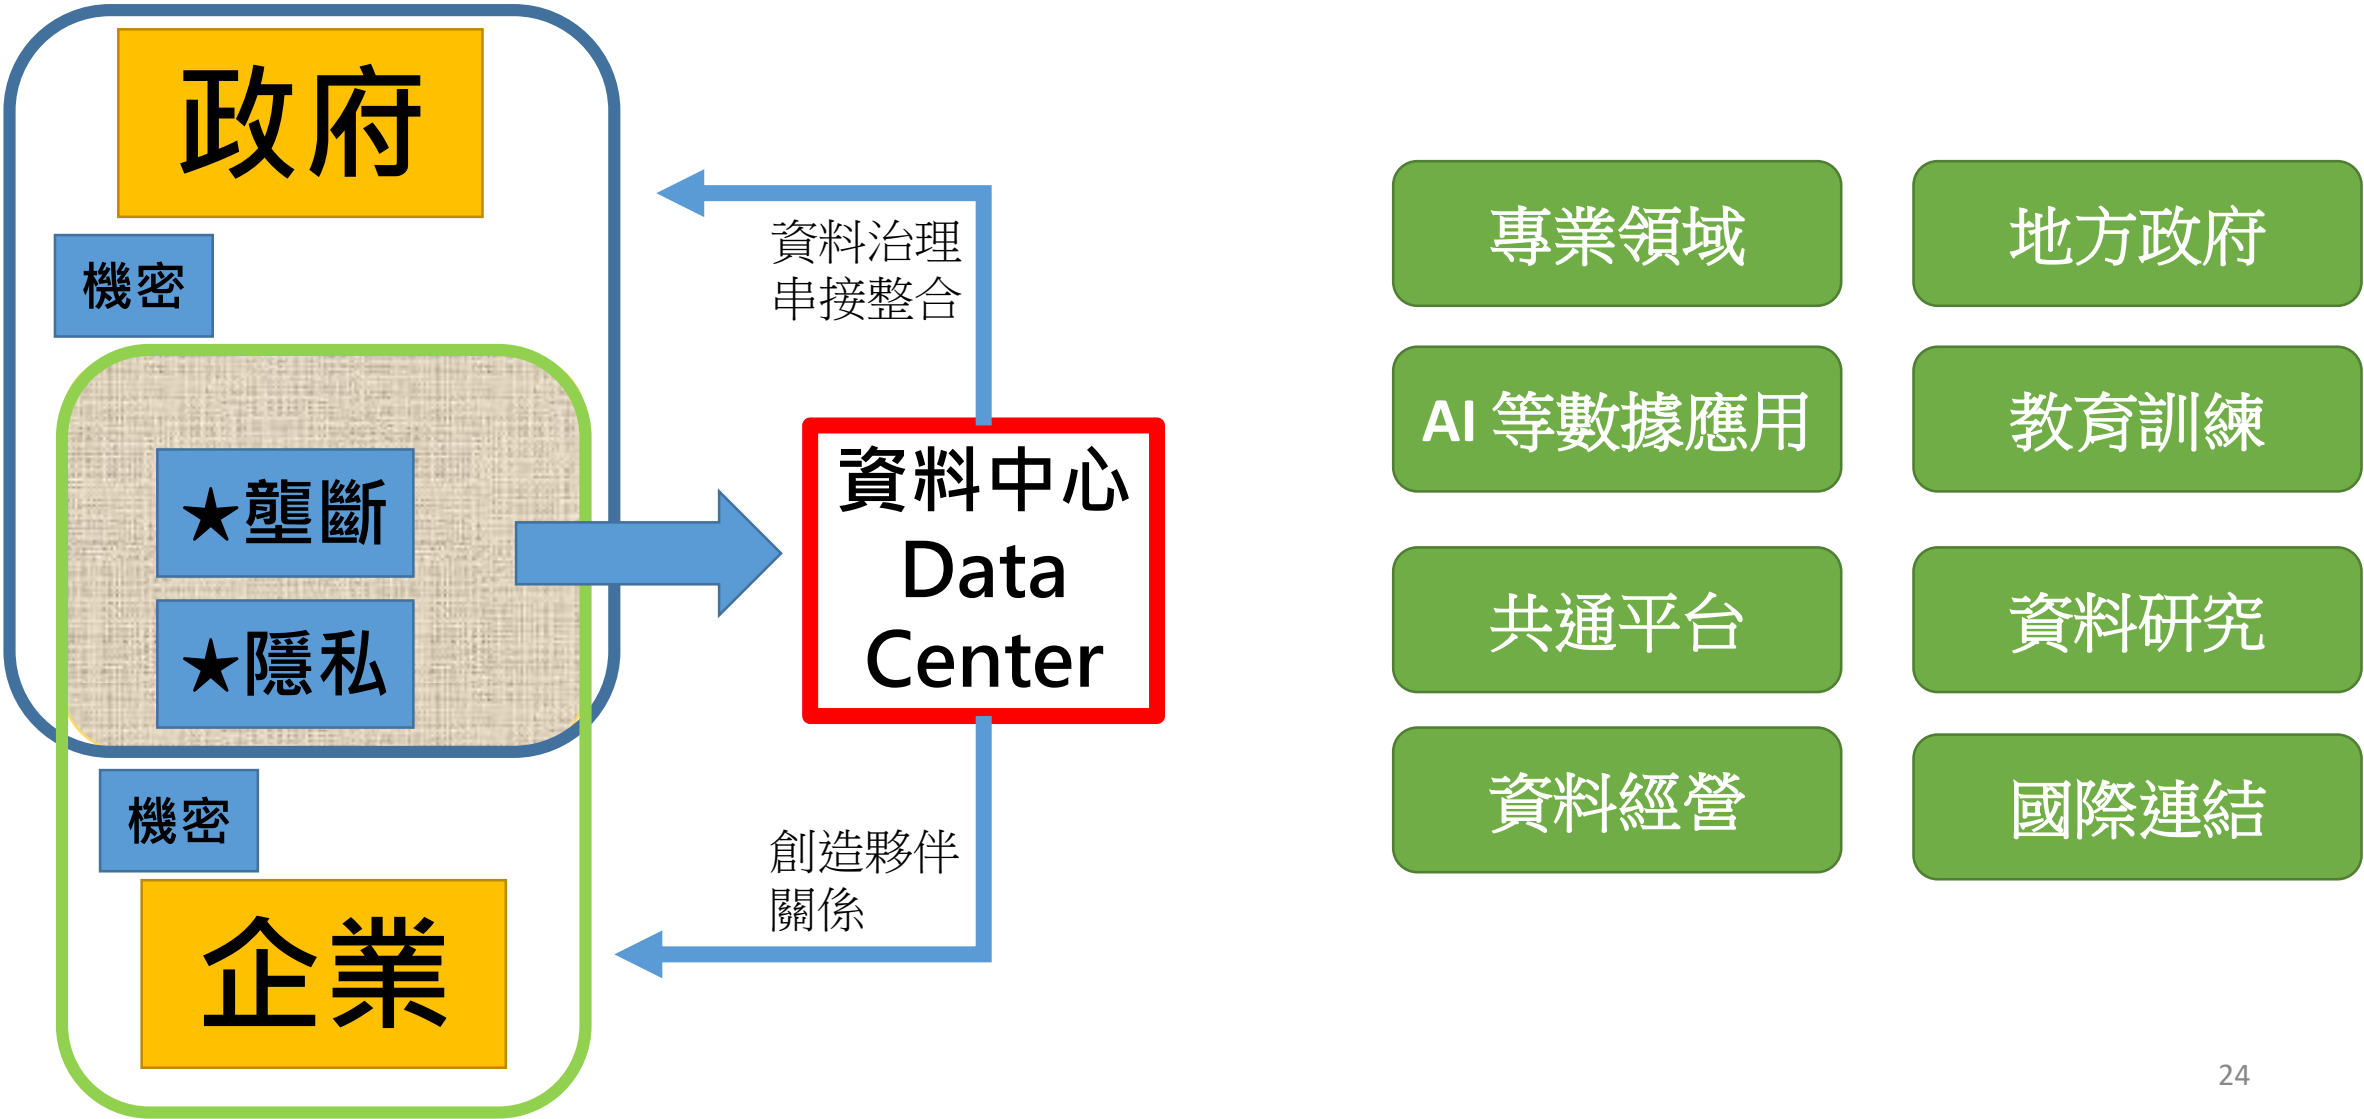 政府
機密
★壟斷
★隱私
機密
企業
資料治理
串接整合
資料中心
Data
Center
創造夥伴
關係
專業領域
地方政府
AI 等數據應用
教育訓練
共通平台
資料研究
資料經營
國際連結
24